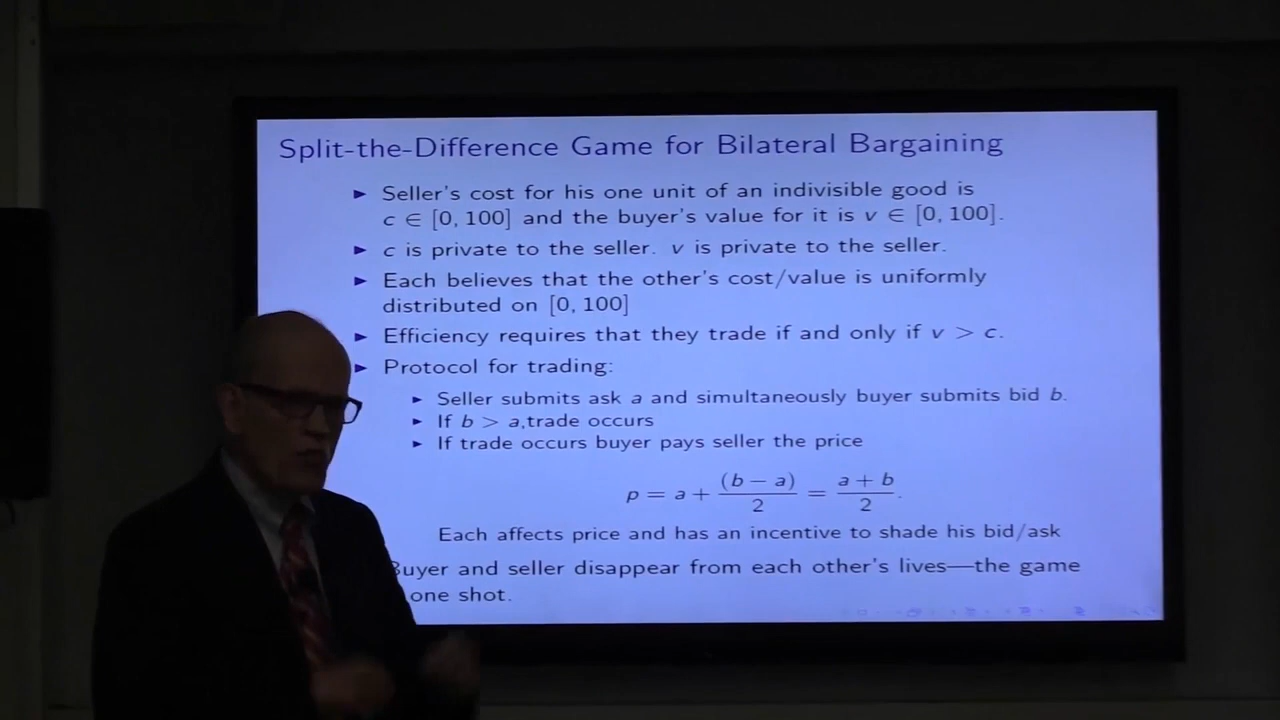 Split-the-Difference Game for Bilateral Bargaining
► Seller's cost for his one unit of an indivisible good is
c ∈ [0, 100] and the buyer's value for it is v ∈ [0, 100].
► c is private to the seller. v is private to the seller.
► Each believes that the other's cost/value is uniformly
distributed on [0, 100]
► Efficiency requires that they trade if and only if v > c.
► Protocol for trading:
► Seller submits ask a and simultaneously buyer submits bid b.
► If b > a,trade occurs
► If trade occurs buyer pays seller the price
p = a + (b − a)/2 = (a + b)/2.
Each affects price and has an incentive to shade his bid/ask
Buyer and seller disappear from each other's lives—the game
one shot.